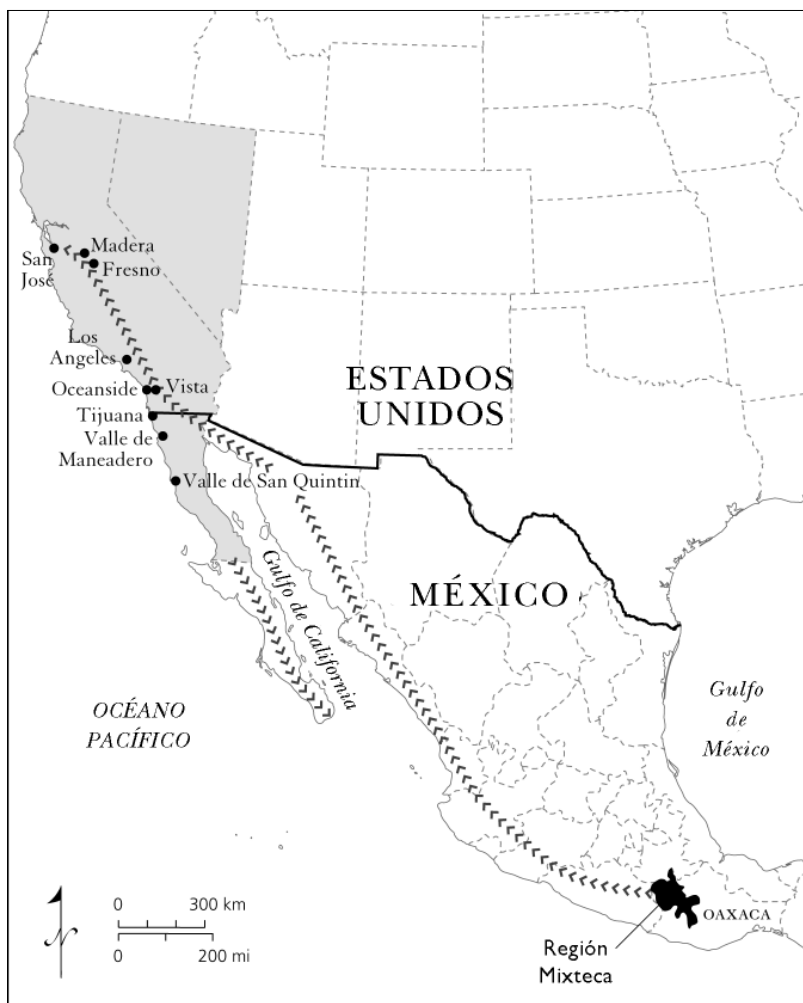 San
José
Madera
Fresno
Los
Angeles
Oceanside
Vista
Tijuana
Valle de
Maneadero
Valle de San Quintin
ESTADOS
UNIDOS
Gulfo de California
MÉXICO
OCÉANO
PACÍFICO
Gulfo
de
México
0 300 km
0 200 mi
N
OAXACA
Región
Mixteca